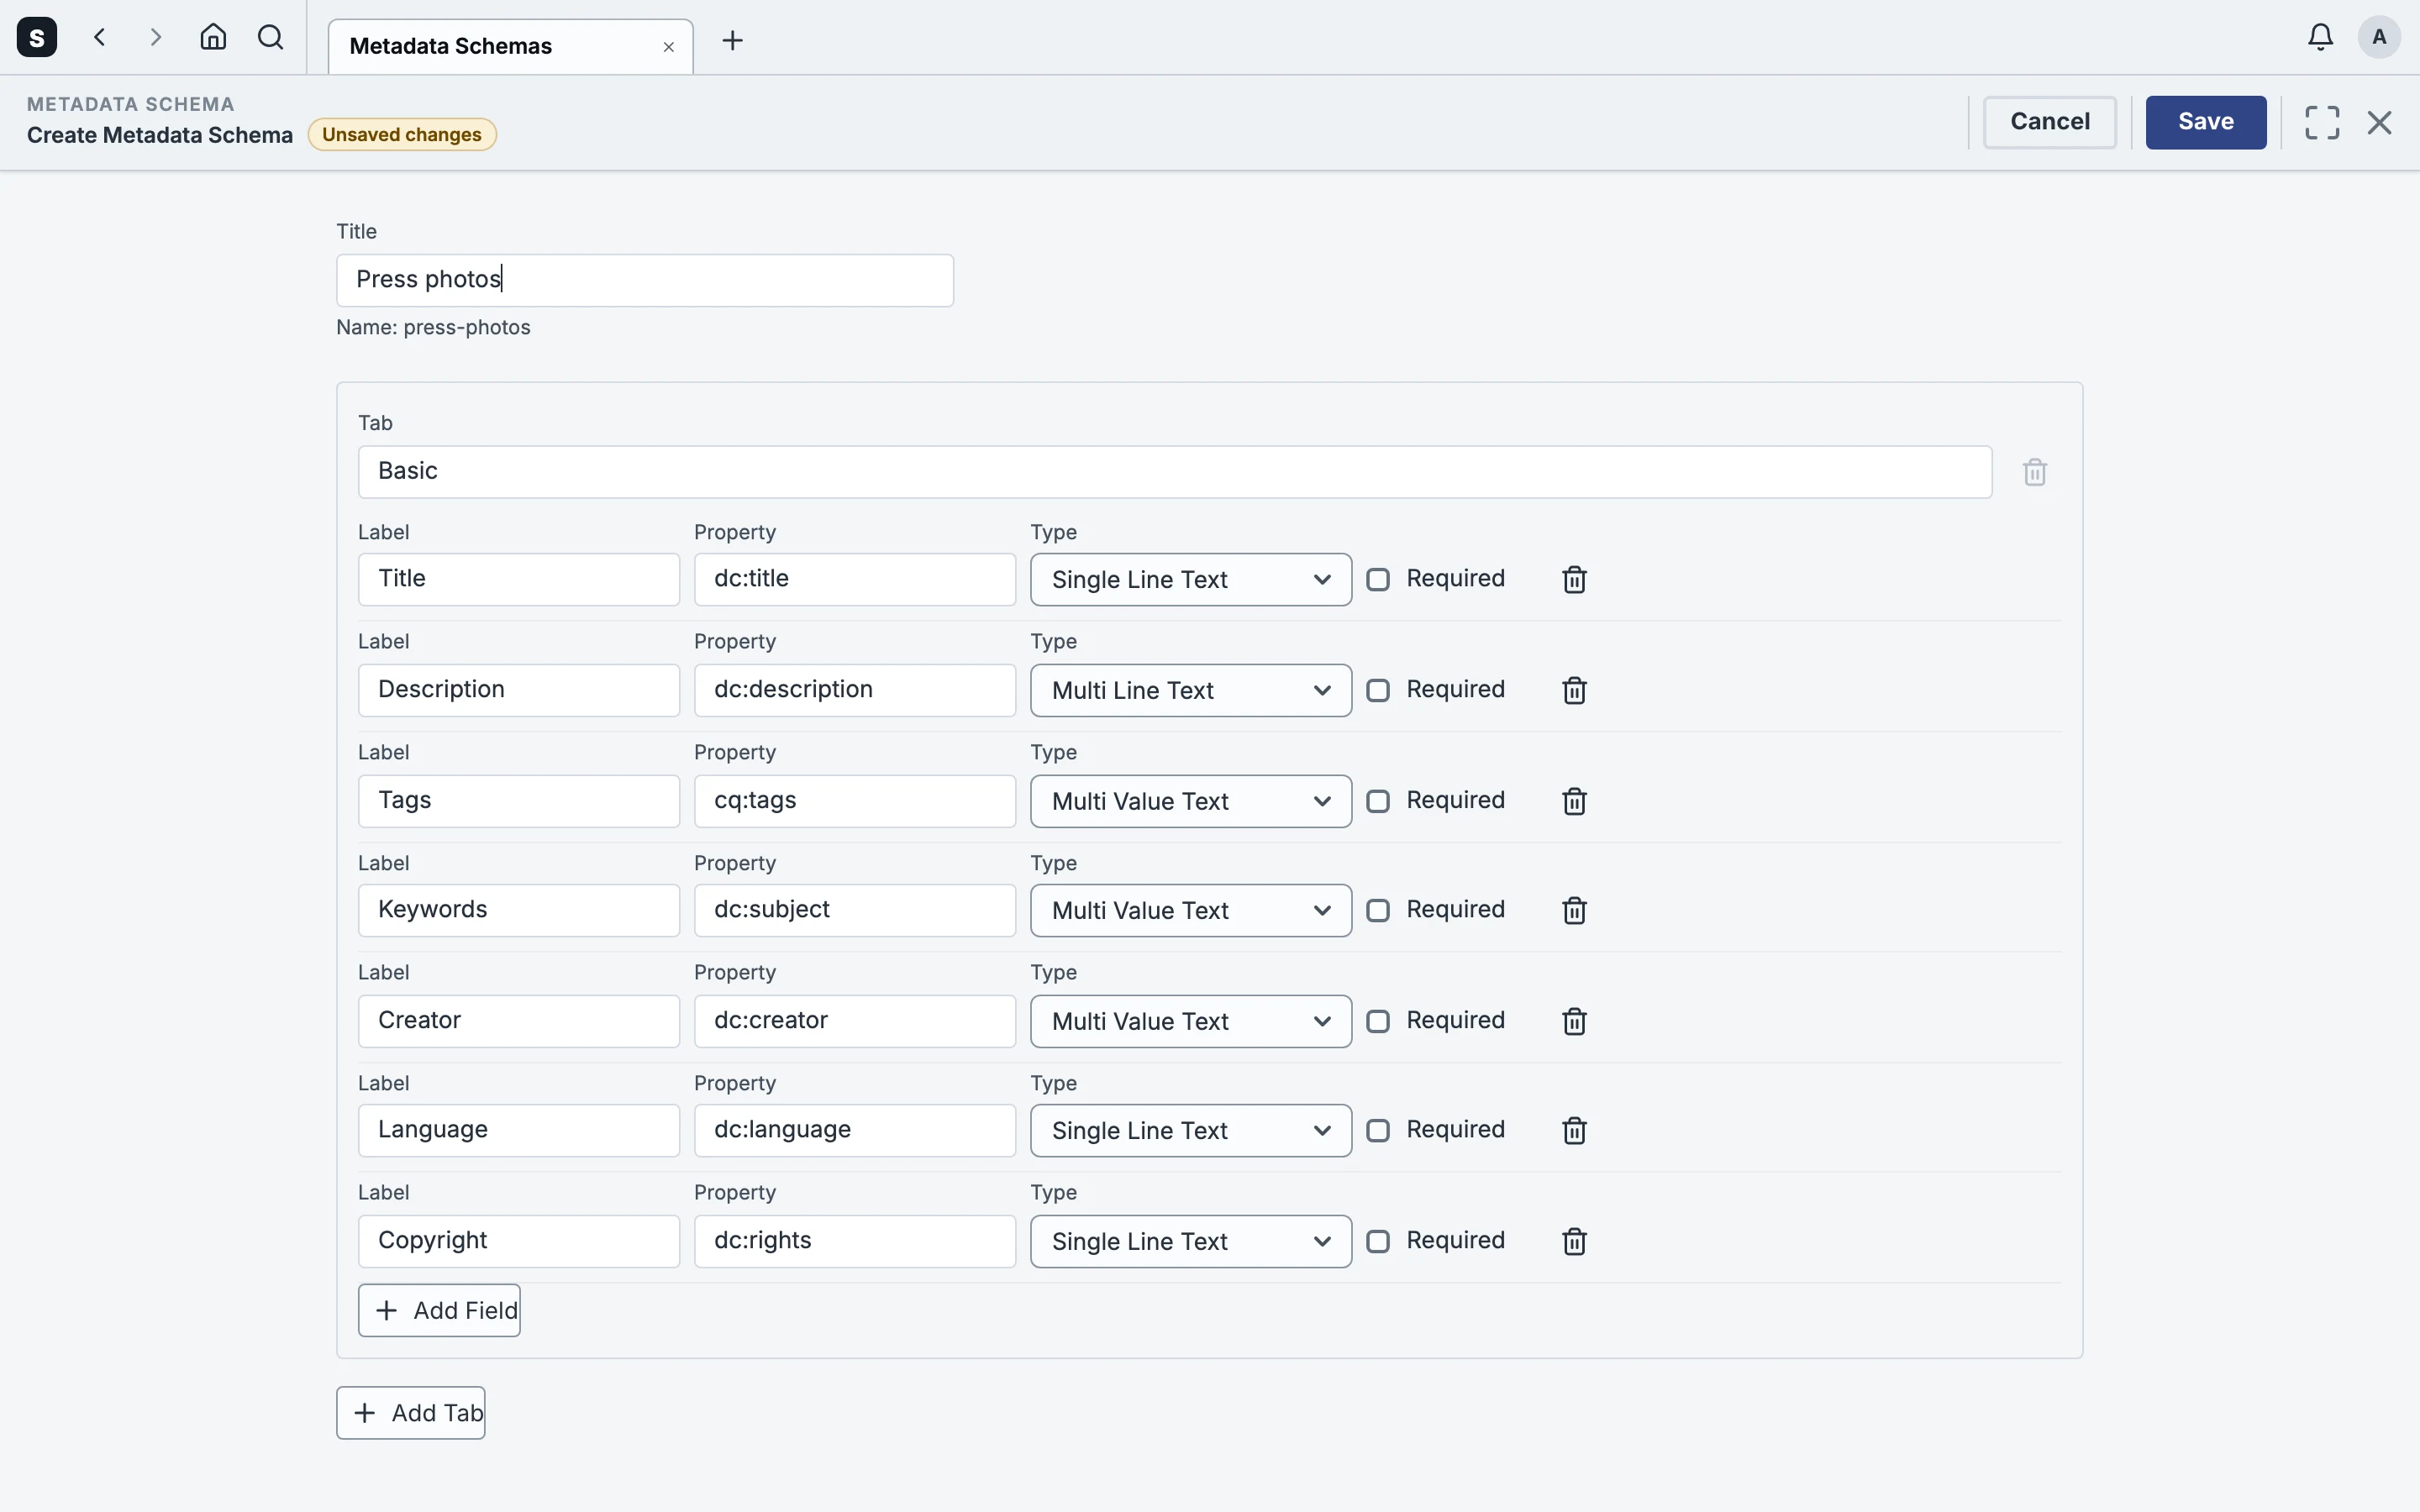 S
Metadata Schemas
A
METADATA SCHEMA
Create Metadata Schema
Unsaved changes
Cancel
Save
Title
Press photos
Name: press-photos
Tab
Basic
Label Property Type
Title dc:title Single Line Text Required
Label Property Type
Description dc:description Multi Line Text Required
Label Property Type
Tags cq:tags Multi Value Text Required
Label Property Type
Keywords dc:subject Multi Value Text Required
Label Property Type
Creator dc:creator Multi Value Text Required
Label Property Type
Language dc:language Single Line Text Required
Label Property Type
Copyright dc:rights Single Line Text Required
Add Field
Add Tab